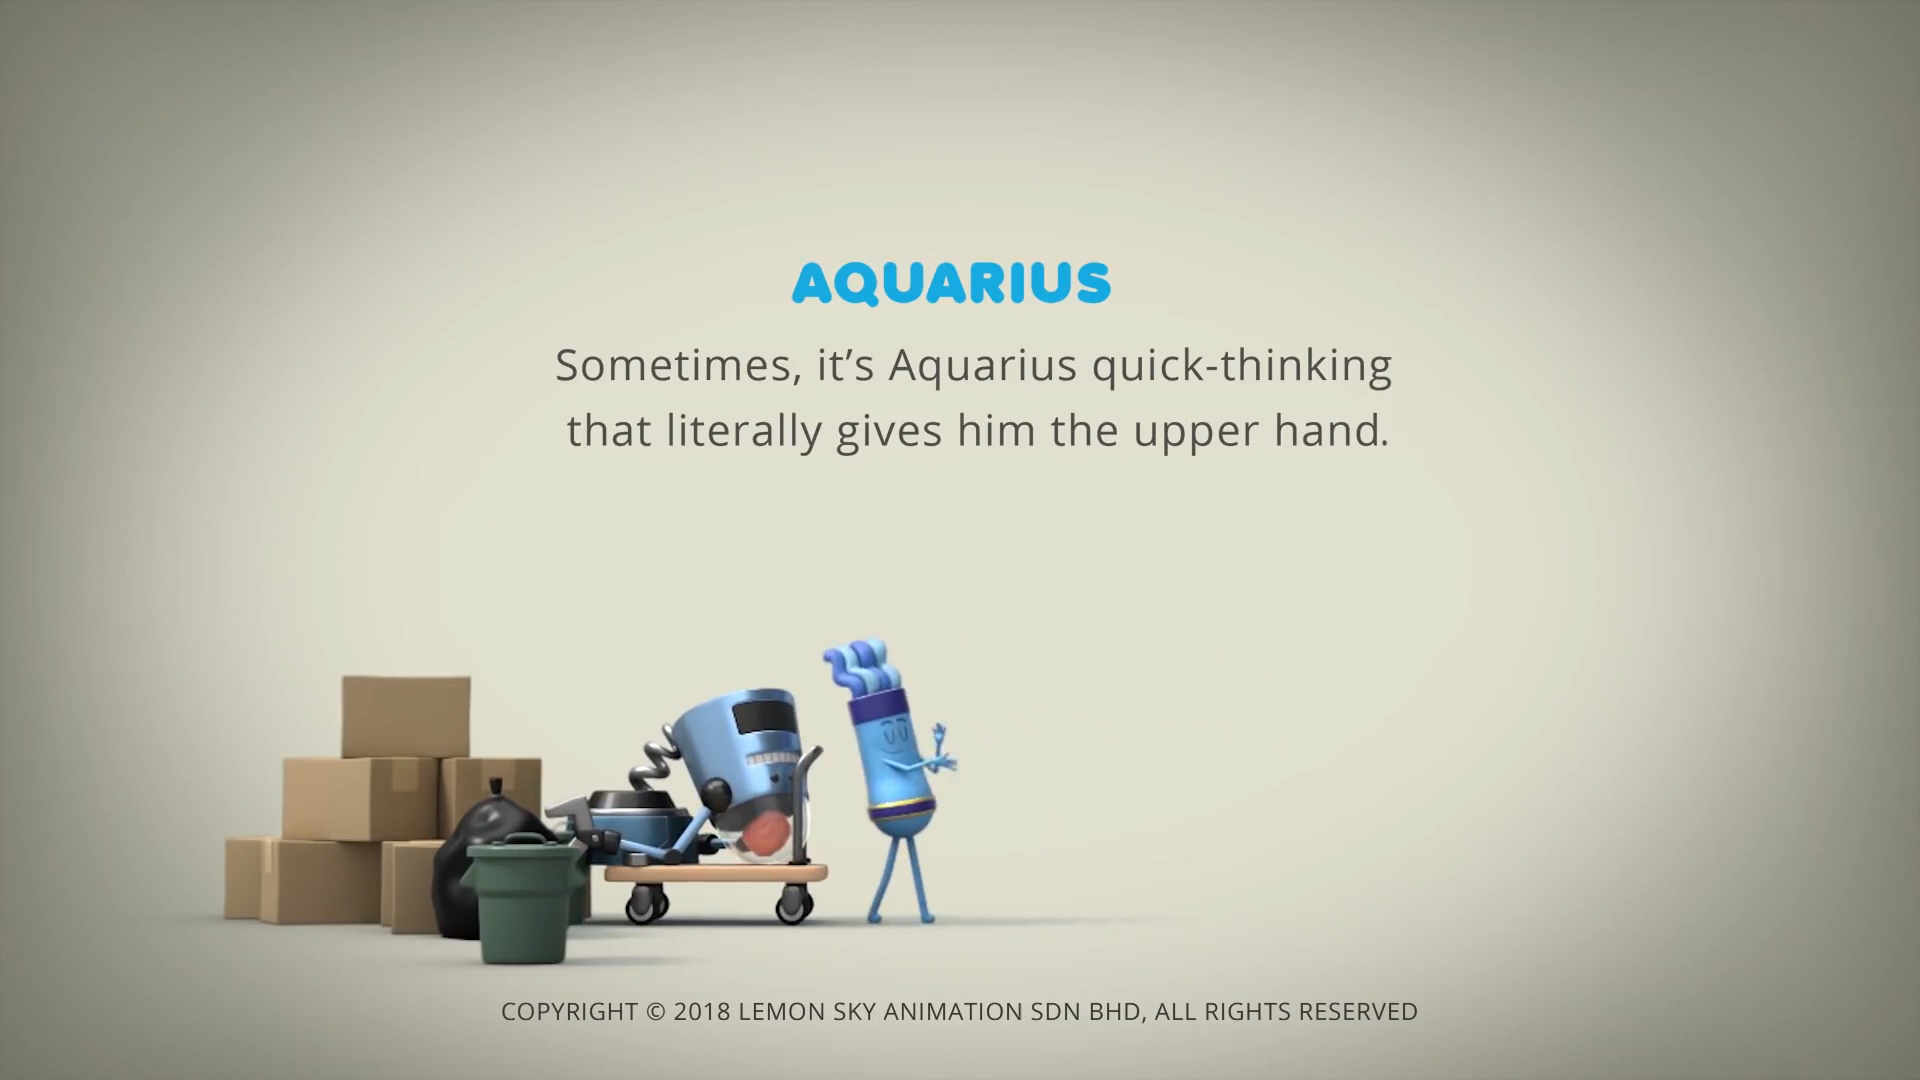 AQUARIUS
Sometimes, it’s Aquarius quick-thinking
that literally gives him the upper hand.
COPYRIGHT © 2018 LEMON SKY ANIMATION SDN BHD, ALL RIGHTS RESERVED